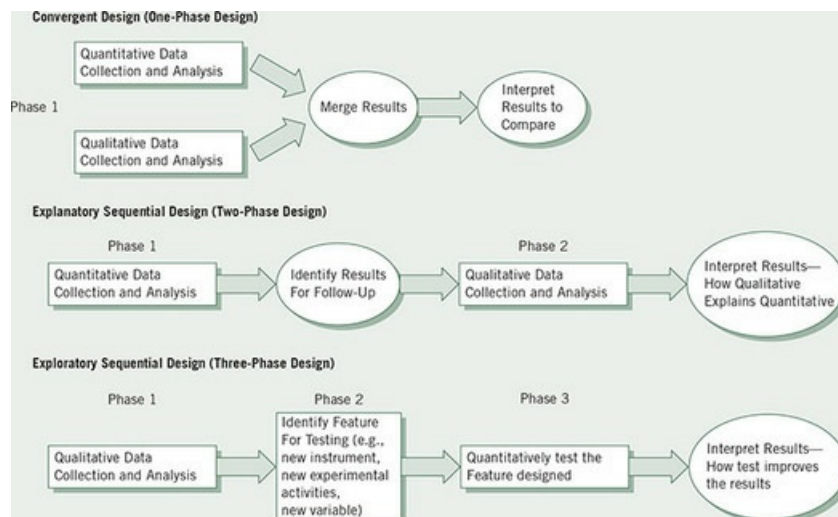 Convergent Design (One-Phase Design)
Quantitative Data
Collection and Analysis
Phase 1
Merge Results
Interpret
Results to
Compare
Qualitative Data
Collection and Analysis
Explanatory Sequential Design (Two-Phase Design)
Phase 1
Phase 2
Quantitative Data
Collection and Analysis
Identify Results
For Follow-Up
Qualitative Data
Collection and Analysis
Interpret Results—
How Qualitative
Explains Quantitative
Exploratory Sequential Design (Three-Phase Design)
Phase 1
Phase 2
Phase 3
Qualitative Data
Collection and Analysis
Identify Feature
For Testing (e.g.,
new instrument,
new experimental
activities,
new variable)
Quantitatively test the
Feature designed
Interpret Results—
How test improves
the results